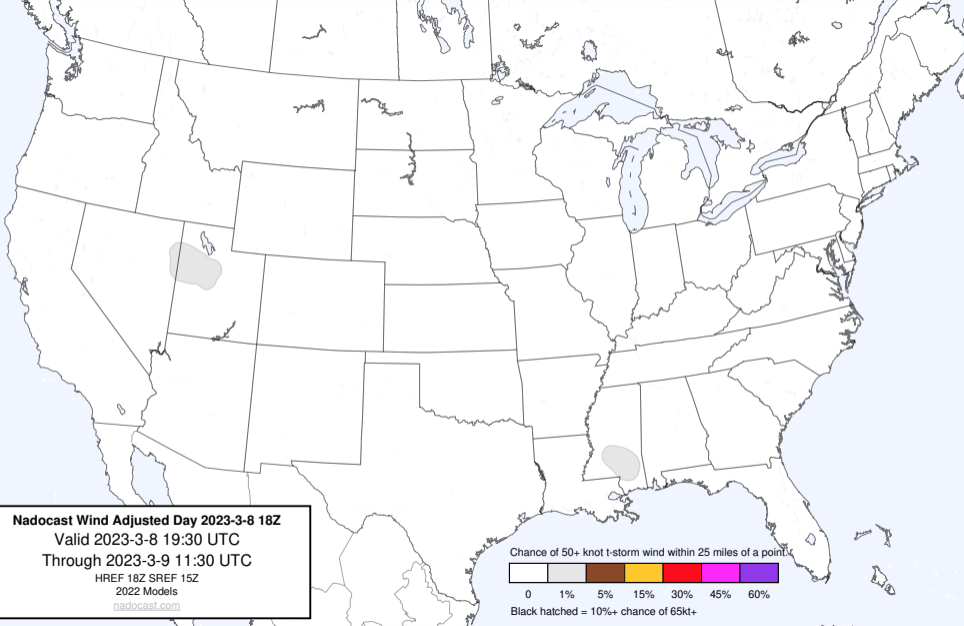 Nadocast Wind Adjusted Day 2023-3-8 18Z
Valid 2023-3-8 19:30 UTC
Through 2023-3-9 11:30 UTC
HREF 18Z SREF 15Z
2022 Models
nadocast.com
Chance of 50+ knot t-storm wind within 25 miles of a point.
0 1% 5% 15% 30% 45% 60%
Black hatched = 10%+ chance of 65kt+